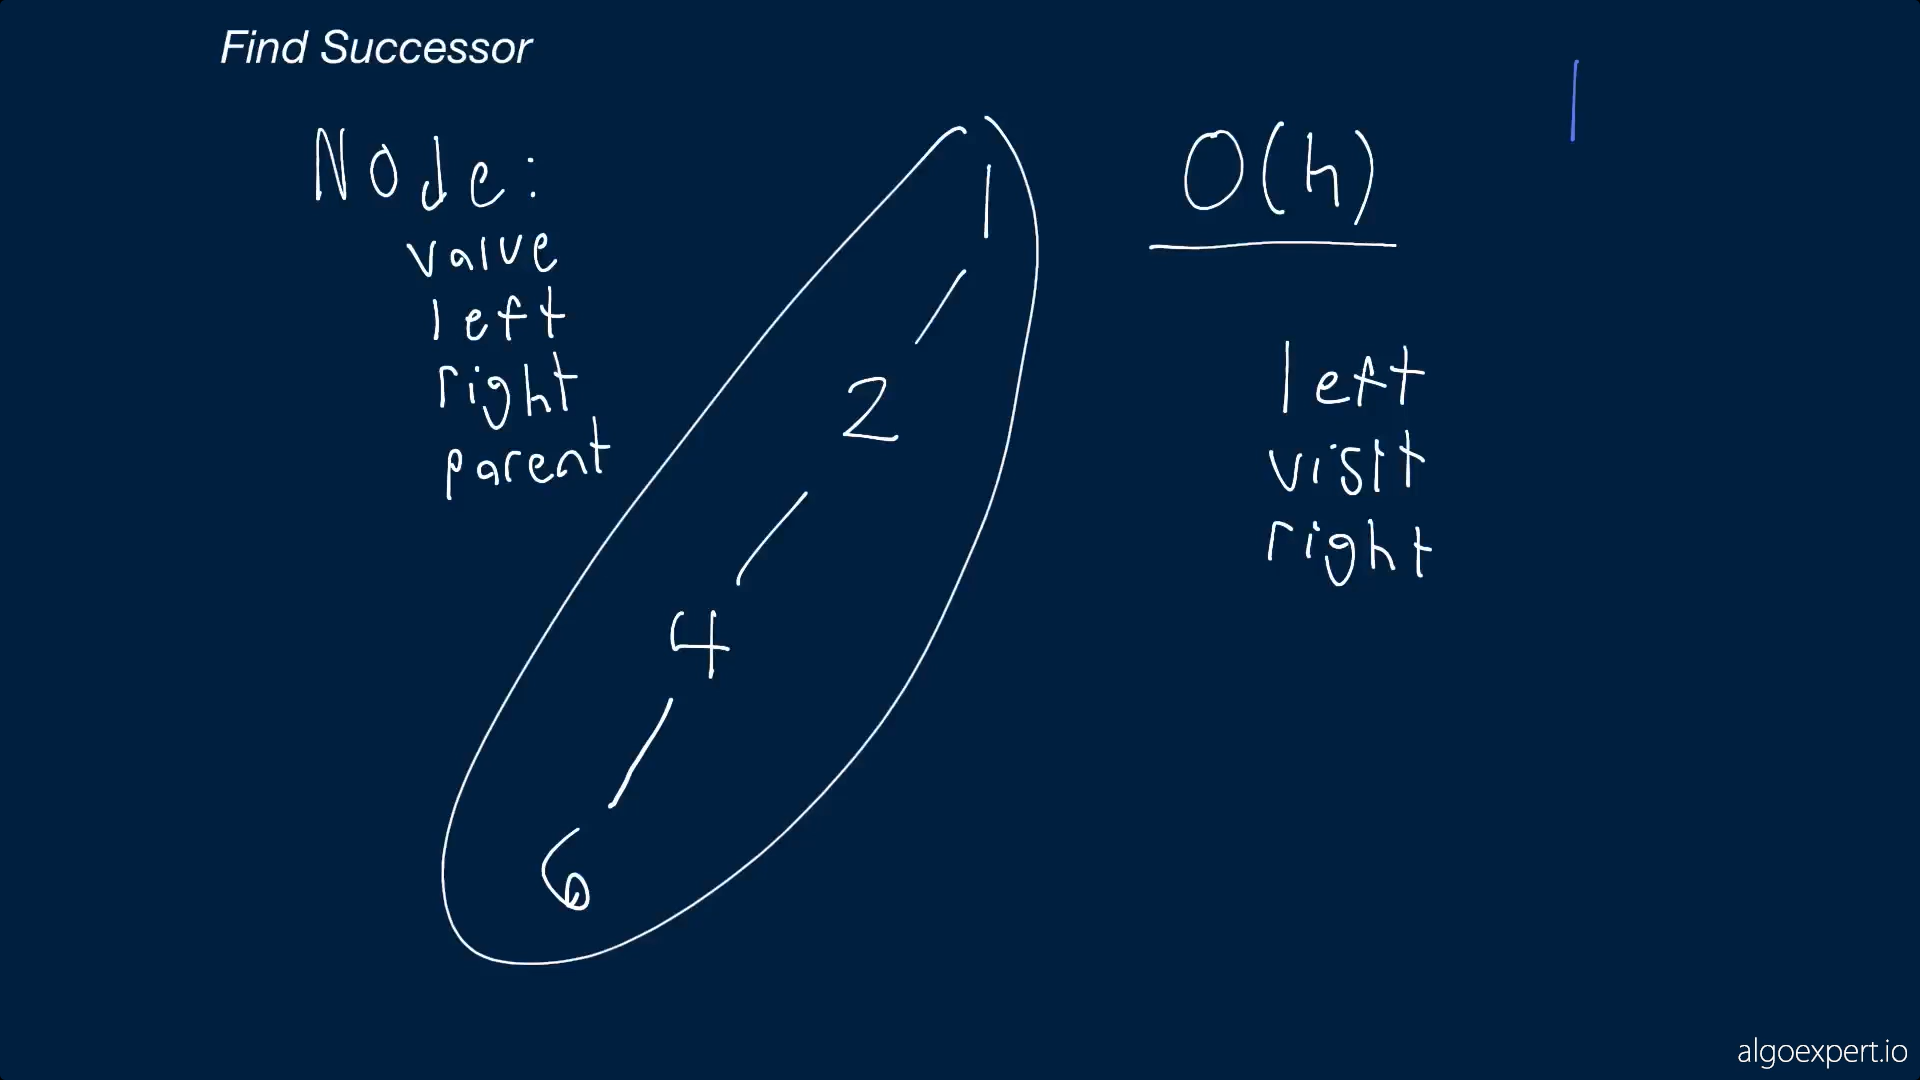 Find Successor
Node:
value
left
right
parent
1
2
4
6
O(h)
left
visit
right
algoexpert.io